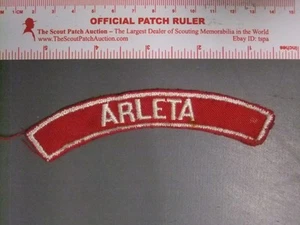 OFFICIAL PATCH RULER
The Scout Patch Auction – The Largest Dealer of Scouting Memorabilia in the World
www.TheScoutPatchAuction.com
Ebay ID: tspa
ARLETA